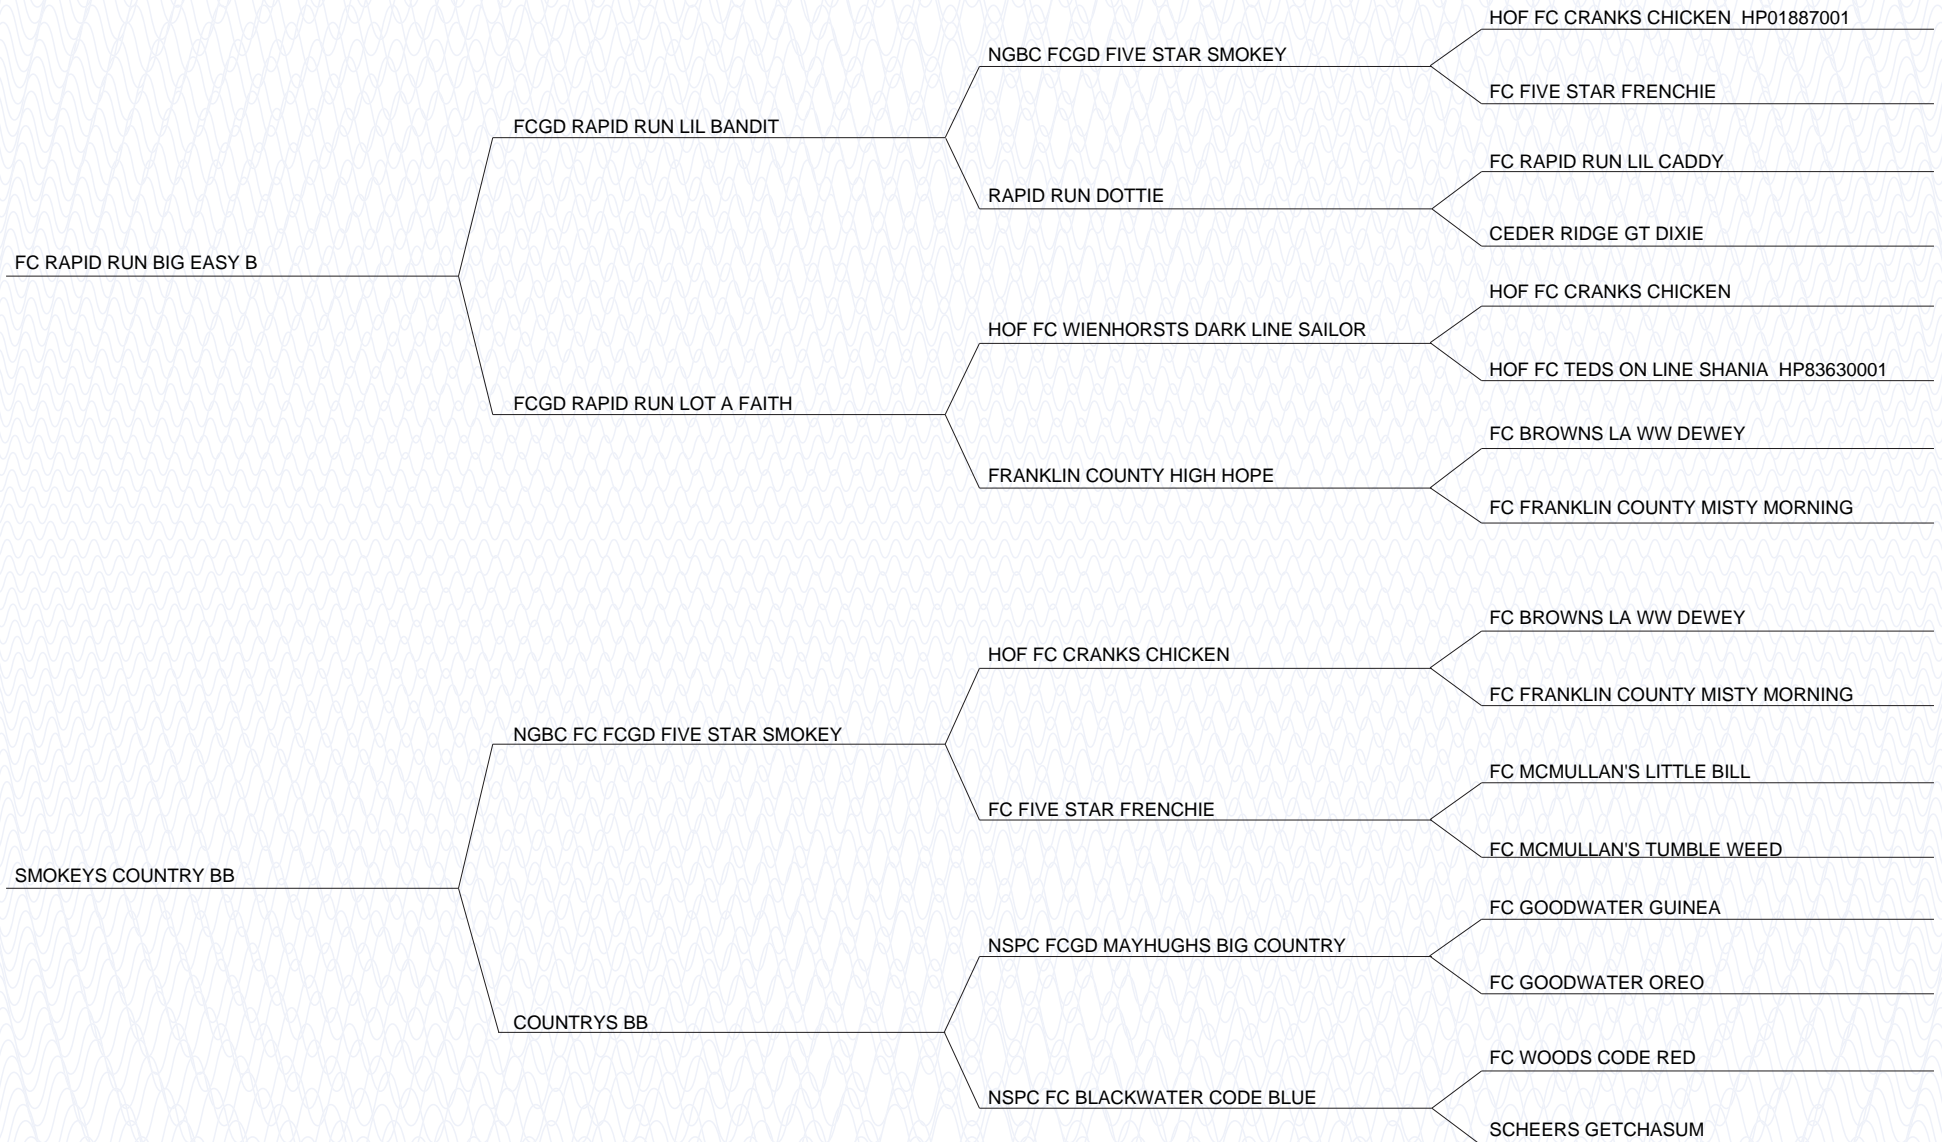 HOF FC CRANKS CHICKEN HP01887001
NGBC FCGD FIVE STAR SMOKEY
FC FIVE STAR FRENCHIE
FCGD RAPID RUN LIL BANDIT
FC RAPID RUN LIL CADDY
RAPID RUN DOTTIE
CEDER RIDGE GT DIXIE
FC RAPID RUN BIG EASY B
HOF FC CRANKS CHICKEN
HOF FC WIENHORSTS DARK LINE SAILOR
HOF FC TEDS ON LINE SHANIA HP83630001
FCGD RAPID RUN LOT A FAITH
FC BROWNS LA WW DEWEY
FRANKLIN COUNTY HIGH HOPE
FC FRANKLIN COUNTY MISTY MORNING
FC BROWNS LA WW DEWEY
HOF FC CRANKS CHICKEN
FC FRANKLIN COUNTY MISTY MORNING
NGBC FC FCGD FIVE STAR SMOKEY
FC MCMULLAN'S LITTLE BILL
FC FIVE STAR FRENCHIE
FC MCMULLAN'S TUMBLE WEED
SMOKEYS COUNTRY BB
FC GOODWATER GUINEA
NSPC FCGD MAYHUGHS BIG COUNTRY
FC GOODWATER OREO
COUNTRYS BB
FC WOODS CODE RED
NSPC FC BLACKWATER CODE BLUE
SCHEERS GETCHASUM